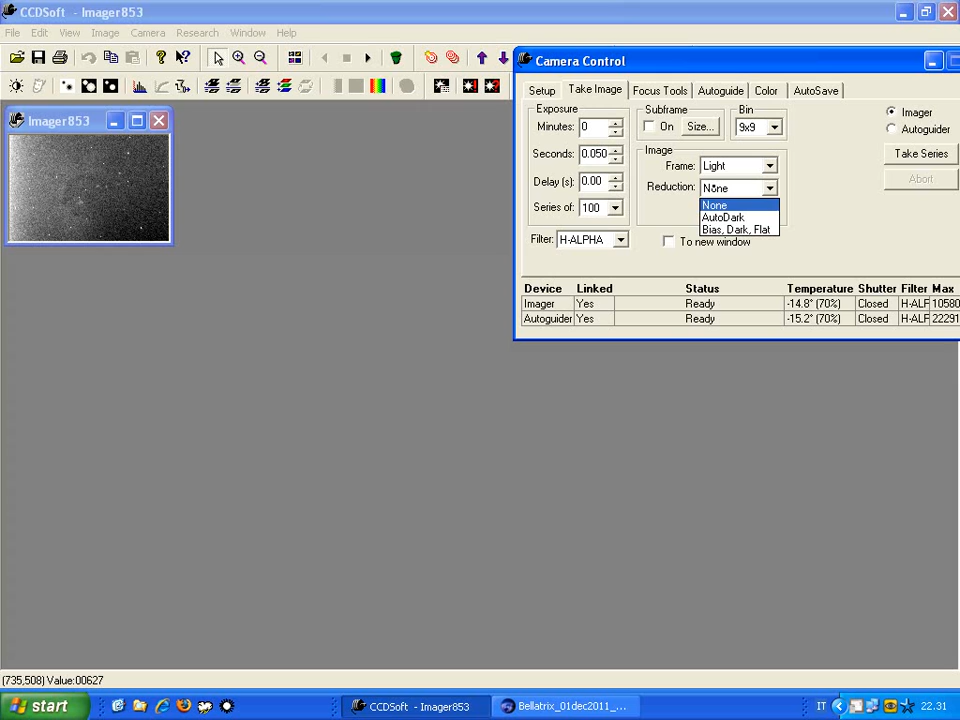 CCDSoft - Imager853
File Edit View Image Camera Research Window Help
Imager853
Camera Control
Setup Take Image Focus Tools Autoguide Color AutoSave
Exposure
Minutes: 0
Seconds: 0.050
Delay (s): 0.00
Series of: 100
Filter: H-ALPHA
Subframe
On Size...
Bin
9x9
Image
Frame: Light
Reduction: None
None
AutoDark
Bias, Dark, Flat
To new window
Imager
Autoguider
Take Series
Abort
Device Linked Status Temperature Shutter Filter Max
Imager Yes Ready -14.8° (70%) Closed H-ALF 10580
Autoguider Yes Ready -15.2° (70%) Closed H-ALF 22291
(735,508) Value:00627
start
CCDSoft - Imager853
Bellatrix_01dec2011_...
IT
22.31